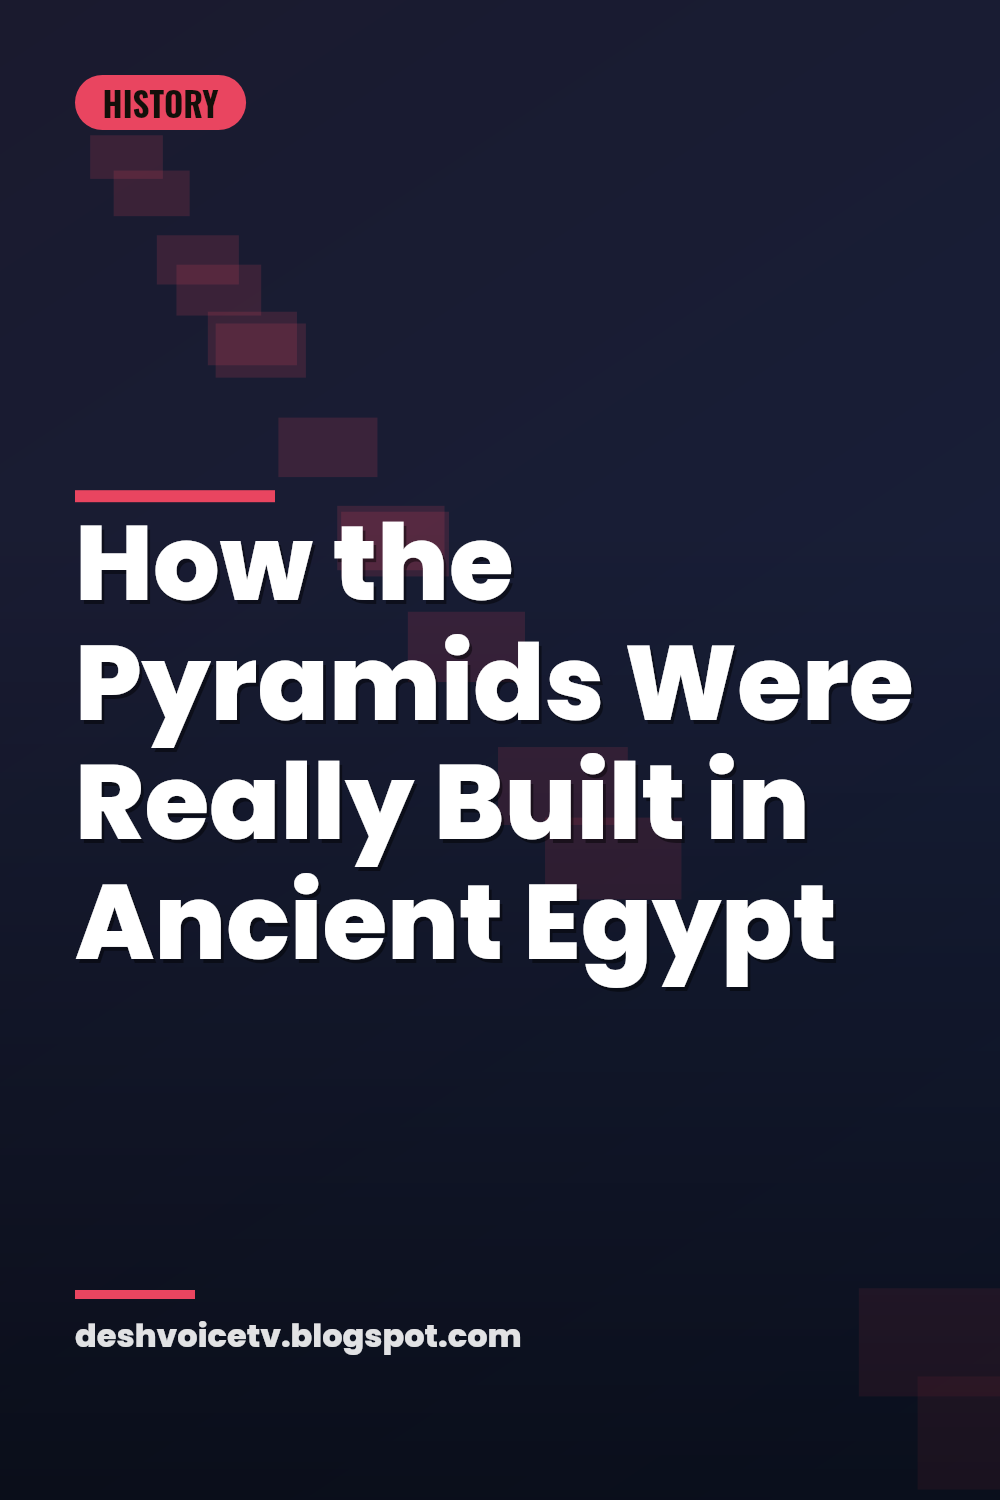 HISTORY
How the
Pyramids Were
Really Built in
Ancient Egypt
deshvoicetv.blogspot.com